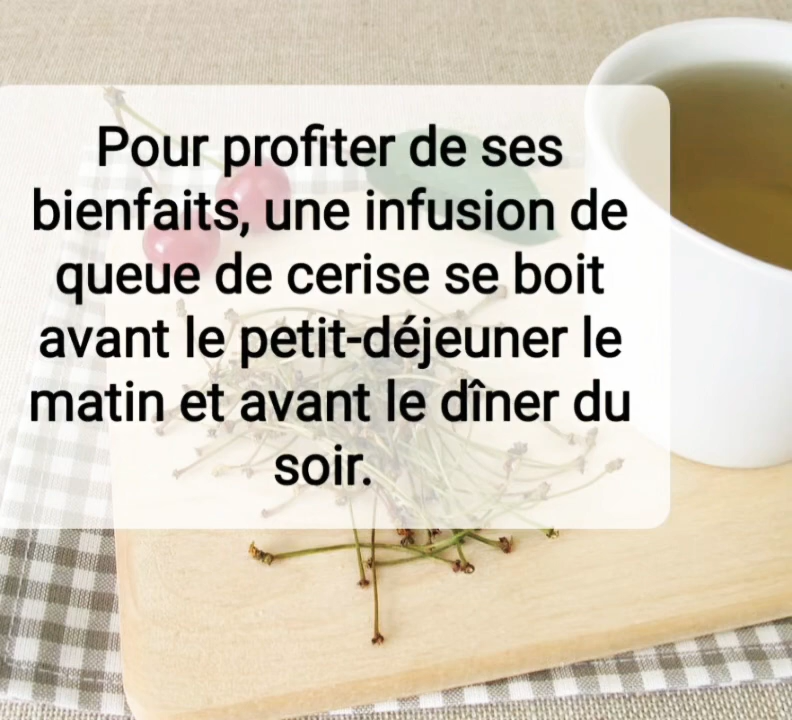 Pour profiter de ses
bienfaits, une infusion de
queue de cerise se boit
avant le petit-déjeuner le
matin et avant le dîner du
soir.